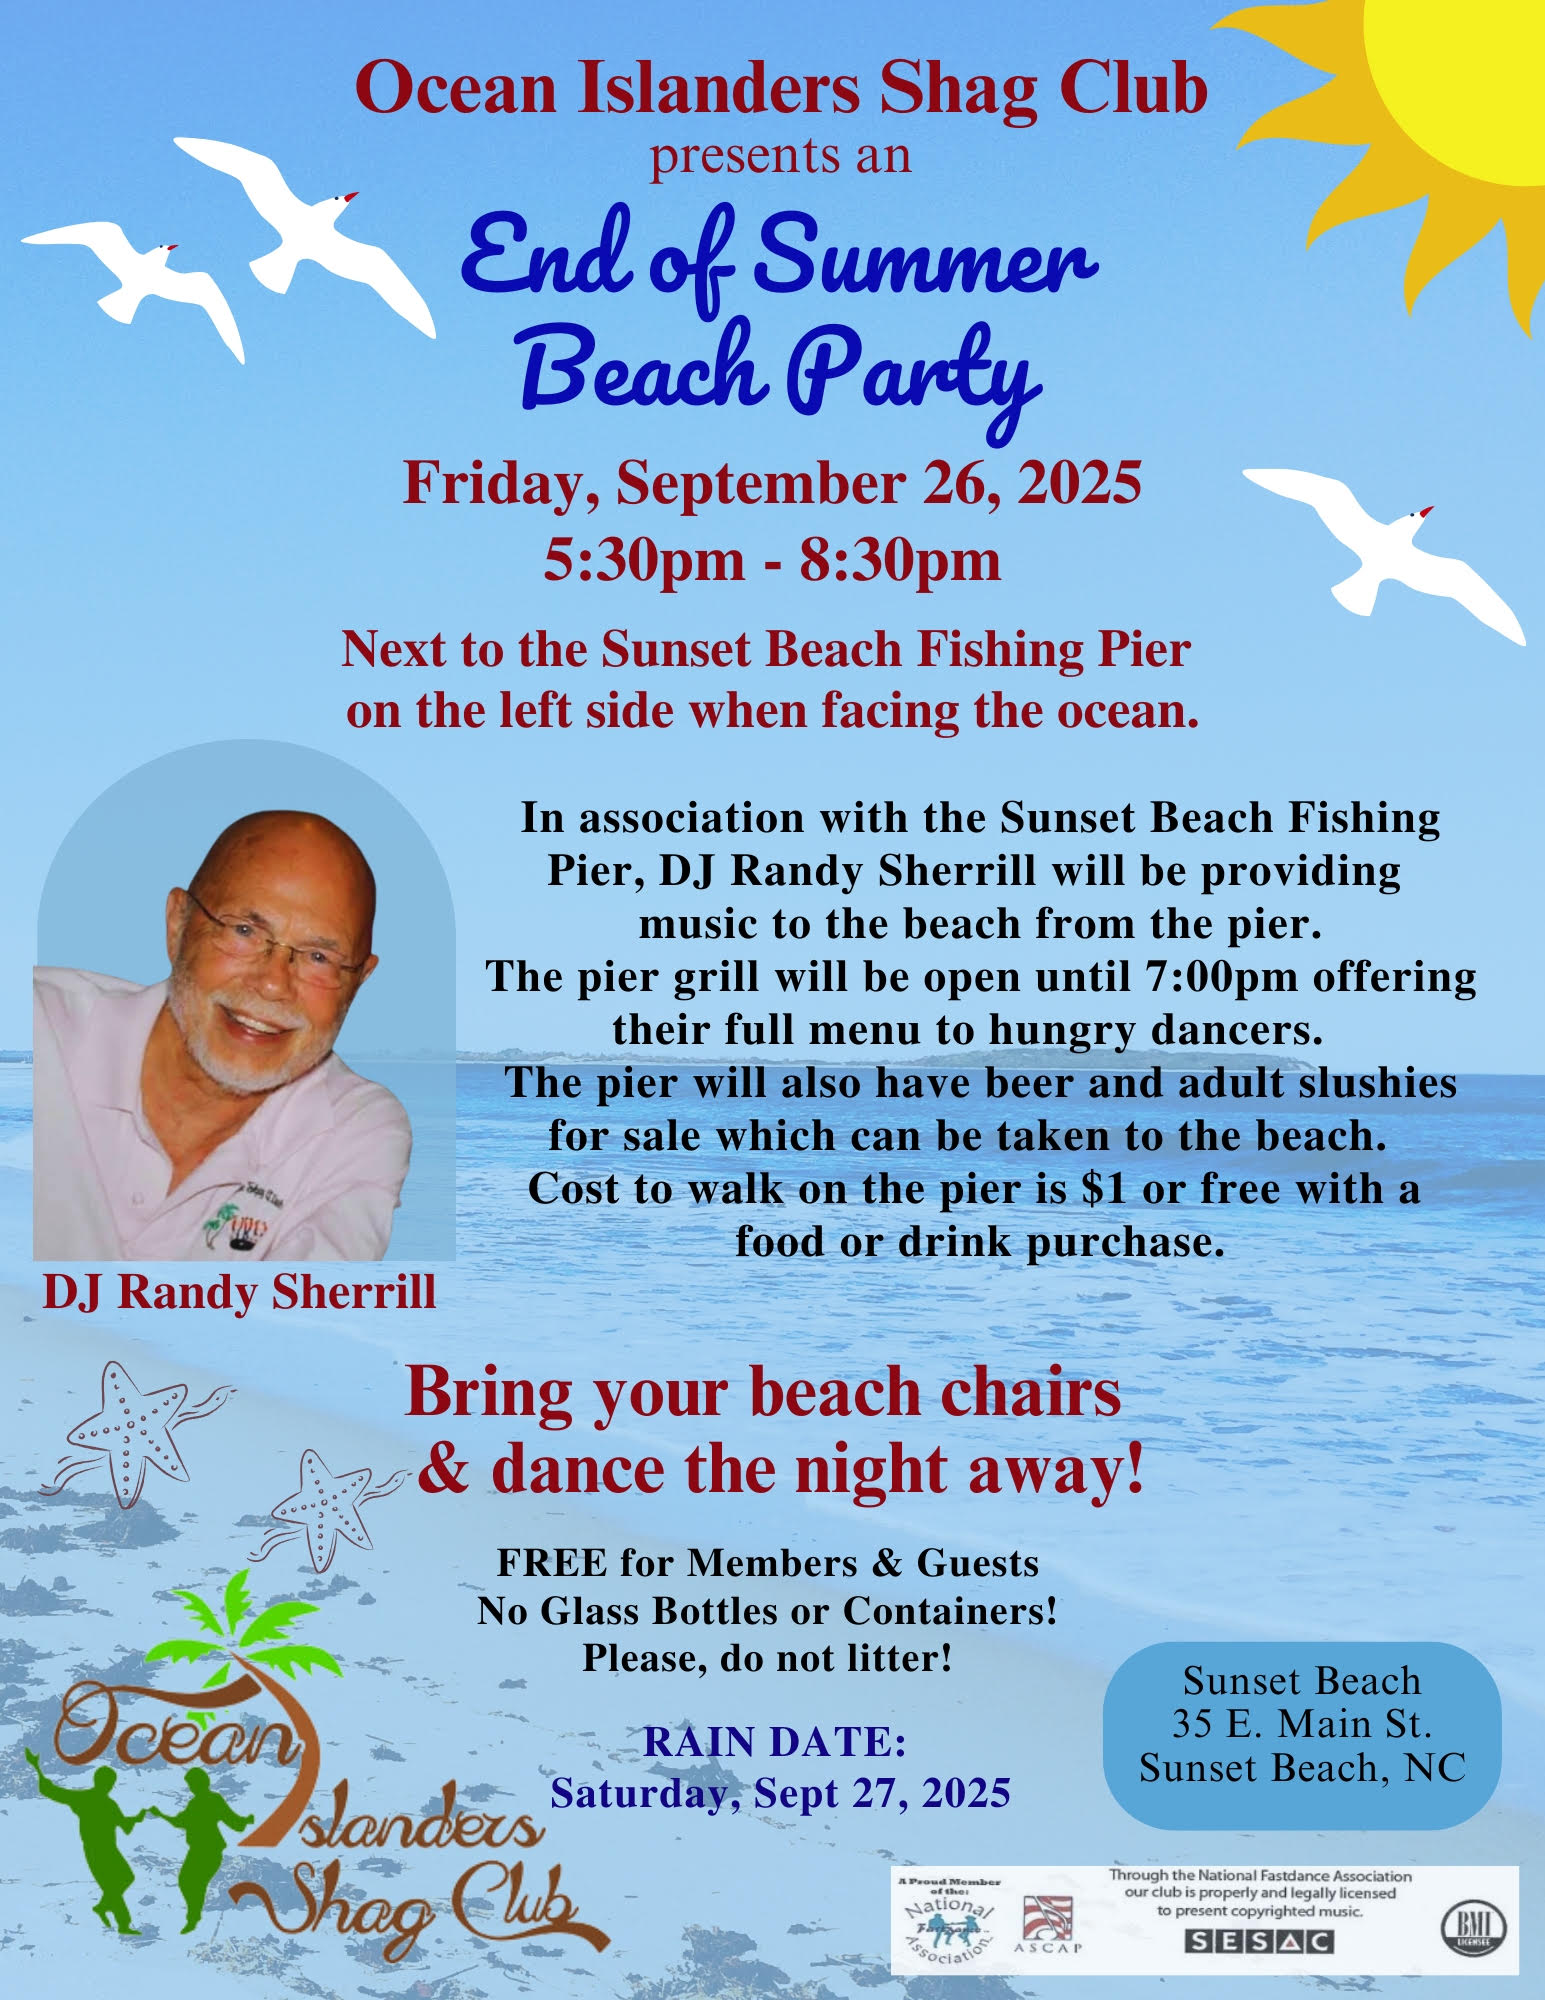 Ocean Islanders Shag Club
presents an
End of Summer
Beach Party
Friday, September 26, 2025
5:30pm - 8:30pm
Next to the Sunset Beach Fishing Pier
on the left side when facing the ocean.
In association with the Sunset Beach Fishing
Pier, DJ Randy Sherrill will be providing
music to the beach from the pier.
The pier grill will be open until 7:00pm offering
their full menu to hungry dancers.
The pier will also have beer and adult slushies
for sale which can be taken to the beach.
Cost to walk on the pier is $1 or free with a
food or drink purchase.
DJ Randy Sherrill
Bring your beach chairs
& dance the night away!
FREE for Members & Guests
No Glass Bottles or Containers!
Please, do not litter!
RAIN DATE:
Saturday, Sept 27, 2025
Sunset Beach
35 E. Main St.
Sunset Beach, NC
Ocean
Islanders
Shag Club
A Proud Member
of the:
National
Fastdance
Association
ASCAP
Through the National Fastdance Association
our club is properly and legally licensed
to present copyrighted music.
SESAC
BMI
LICENSEE